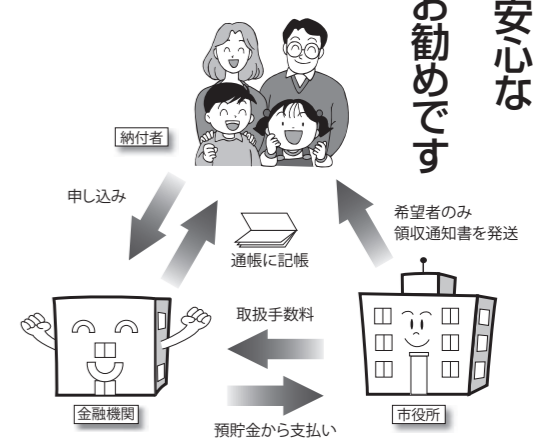 安心な
お勧めです
納付者
申し込み
希望者のみ
領収通知書を発送
通帳に記帳
取扱手数料
金融機関
市役所
預貯金から支払い